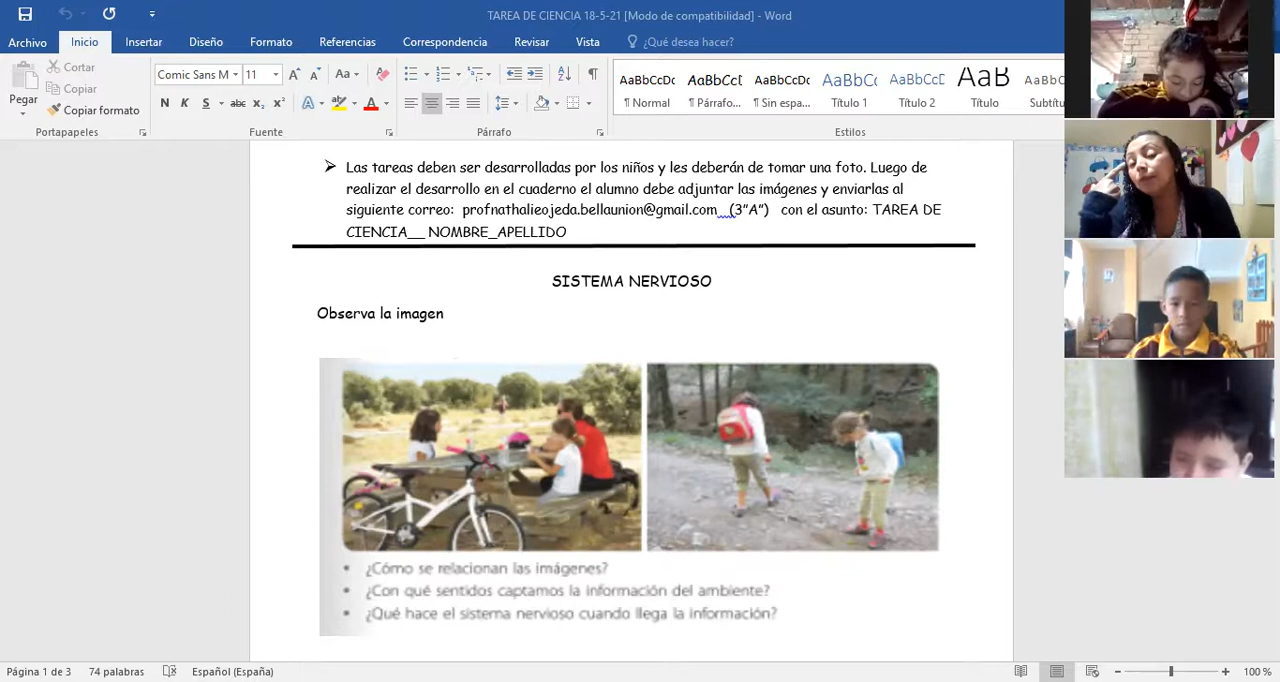 TAREA DE CIENCIA 18-5-21 [Modo de compatibilidad] - Word
Archivo Inicio Insertar Diseño Formato Referencias Correspondencia Revisar Vista ¿Qué desea hacer?
Pegar
Cortar
Copiar
Copiar formato
Portapapeles
Comic Sans M 11
N K S abc x₂ x²
Fuente
Párrafo
AaBbCcDc AaBbCcD AaBbCcDc AaBbC AaBbCcD AaB AaBbC
¶ Normal ¶ Párrafo... ¶ Sin espa... Título 1 Título 2 Título Subtítu
Estilos
Las tareas deben ser desarrolladas por los niños y les deberán de tomar una foto. Luego de
realizar el desarrollo en el cuaderno el alumno debe adjuntar las imágenes y enviarlas al
siguiente correo: profnathalieojeda.bellaunion@gmail.com (3"A") con el asunto: TAREA DE
CIENCIA__ NOMBRE_APELLIDO
SISTEMA NERVIOSO
Observa la imagen
• ¿Cómo se relacionan las imágenes?
• ¿Con qué sentidos captamos la información del ambiente?
• ¿Qué hace el sistema nervioso cuando llega la información?
Página 1 de 3 74 palabras Español (España) 100 %